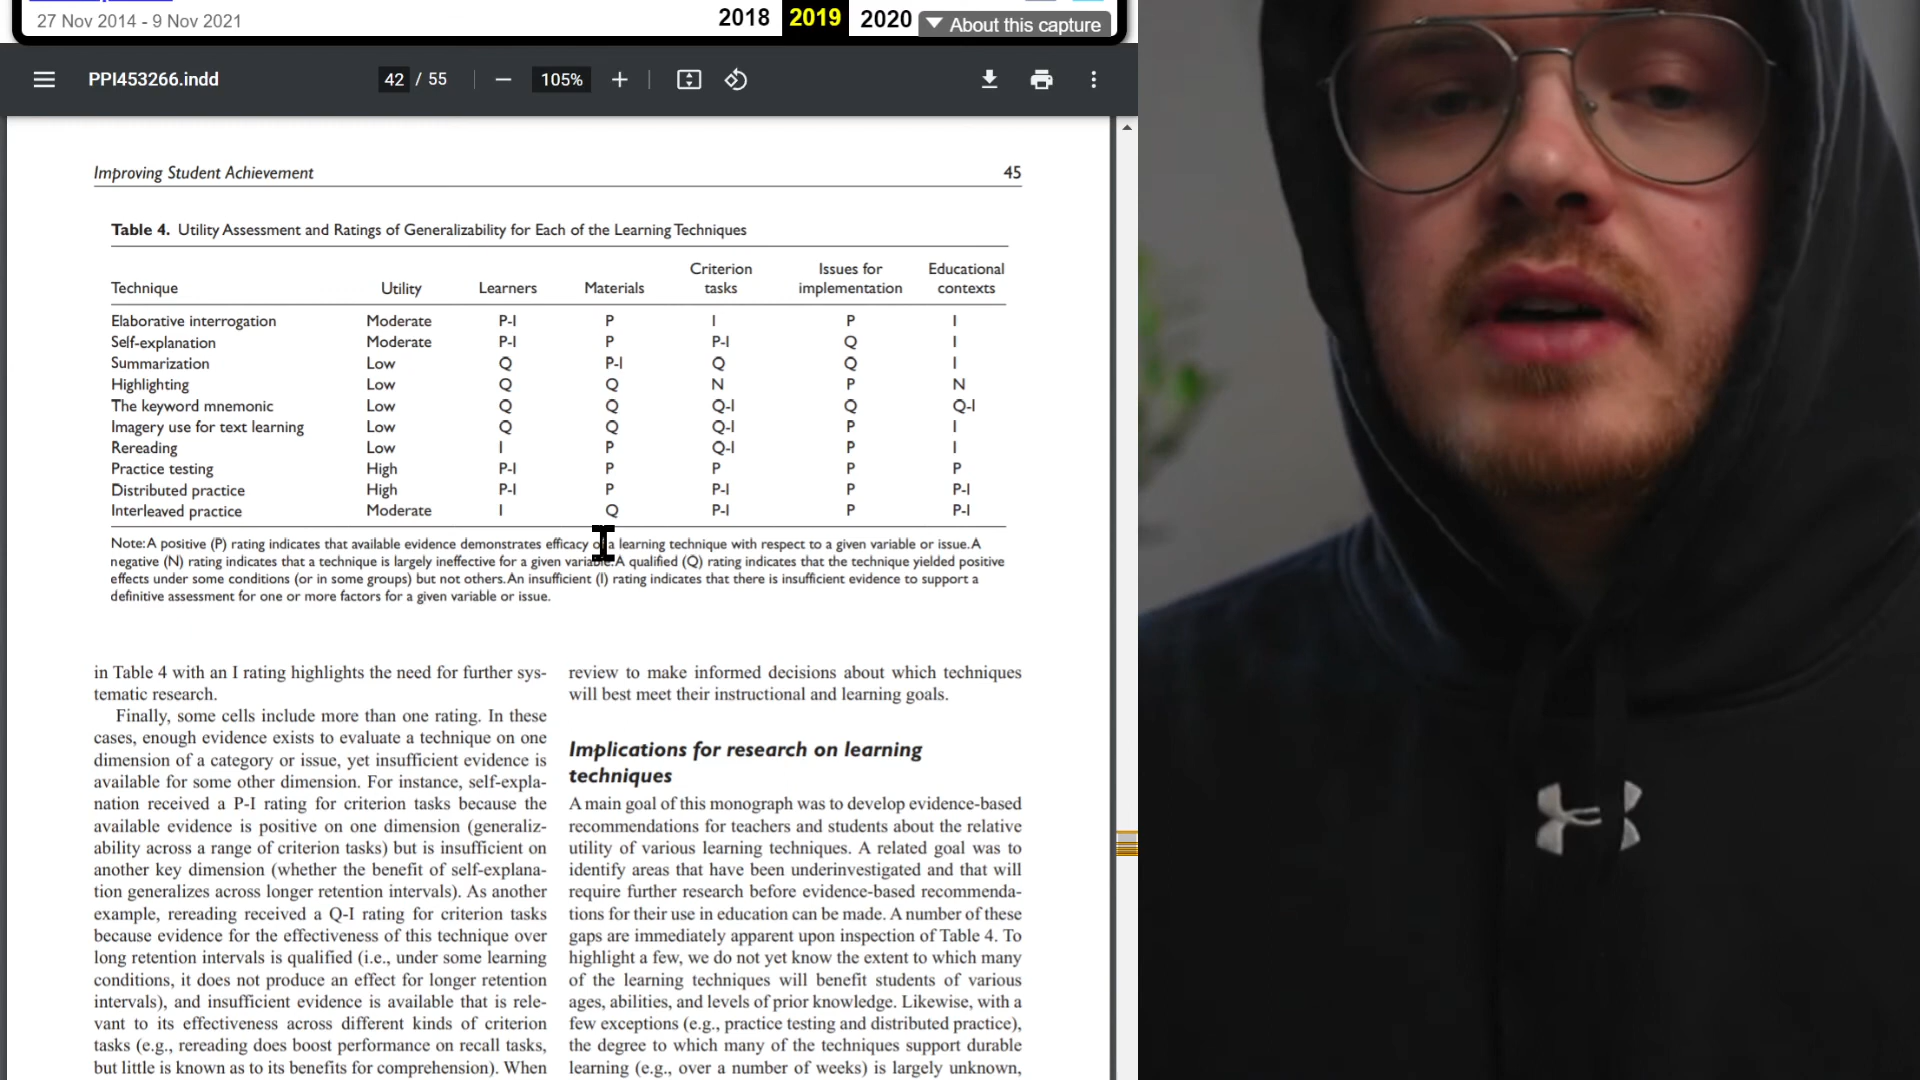 27 Nov 2014 - 9 Nov 2021
2018 2019 2020 About this capture
PPI453266.indd
42 / 55
105%
Improving Student Achievement 45
Table 4. Utility Assessment and Ratings of Generalizability for Each of the Learning Techniques
Technique Utility Learners Materials Criterion tasks Issues for implementation Educational contexts
Elaborative interrogation Moderate P-I P I P I
Self-explanation Moderate P-I P P-I Q I
Summarization Low Q P-I Q Q I
Highlighting Low Q Q N P N
The keyword mnemonic Low Q Q Q-I Q Q-I
Imagery use for text learning Low Q Q Q-I P I
Rereading Low I P Q-I P I
Practice testing High P-I P P P P
Distributed practice High P-I P P-I P P-I
Interleaved practice Moderate I Q P-I P P-I
Note: A positive (P) rating indicates that available evidence demonstrates efficacy of a learning technique with respect to a given variable or issue. A
negative (N) rating indicates that a technique is largely ineffective for a given variable. A qualified (Q) rating indicates that the technique yielded positive
effects under some conditions (or in some groups) but not others. An insufficient (I) rating indicates that there is insufficient evidence to support a
definitive assessment for one or more factors for a given variable or issue.
in Table 4 with an I rating highlights the need for further sys-
tematic research.
Finally, some cells include more than one rating. In these
cases, enough evidence exists to evaluate a technique on one
dimension of a category or issue, yet insufficient evidence is
available for some other dimension. For instance, self-expla-
nation received a P-I rating for criterion tasks because the
available evidence is positive on one dimension (generaliz-
ability across a range of criterion tasks) but is insufficient on
another key dimension (whether the benefit of self-explana-
tion generalizes across longer retention intervals). As another
example, rereading received a Q-I rating for criterion tasks
because evidence for the effectiveness of this technique over
long retention intervals is qualified (i.e., under some learning
conditions, it does not produce an effect for longer retention
intervals), and insufficient evidence is available that is rele-
vant to its effectiveness across different kinds of criterion
tasks (e.g., rereading does boost performance on recall tasks,
but little is known as to its benefits for comprehension). When
review to make informed decisions about which techniques
will best meet their instructional and learning goals.
Implications for research on learning
techniques
A main goal of this monograph was to develop evidence-based
recommendations for teachers and students about the relative
utility of various learning techniques. A related goal was to
identify areas that have been underinvestigated and that will
require further research before evidence-based recommenda-
tions for their use in education can be made. A number of these
gaps are immediately apparent upon inspection of Table 4. To
highlight a few, we do not yet know the extent to which many
of the learning techniques will benefit students of various
ages, abilities, and levels of prior knowledge. Likewise, with a
few exceptions (e.g., practice testing and distributed practice),
the degree to which many of the techniques support durable
learning (e.g., over a number of weeks) is largely unknown,